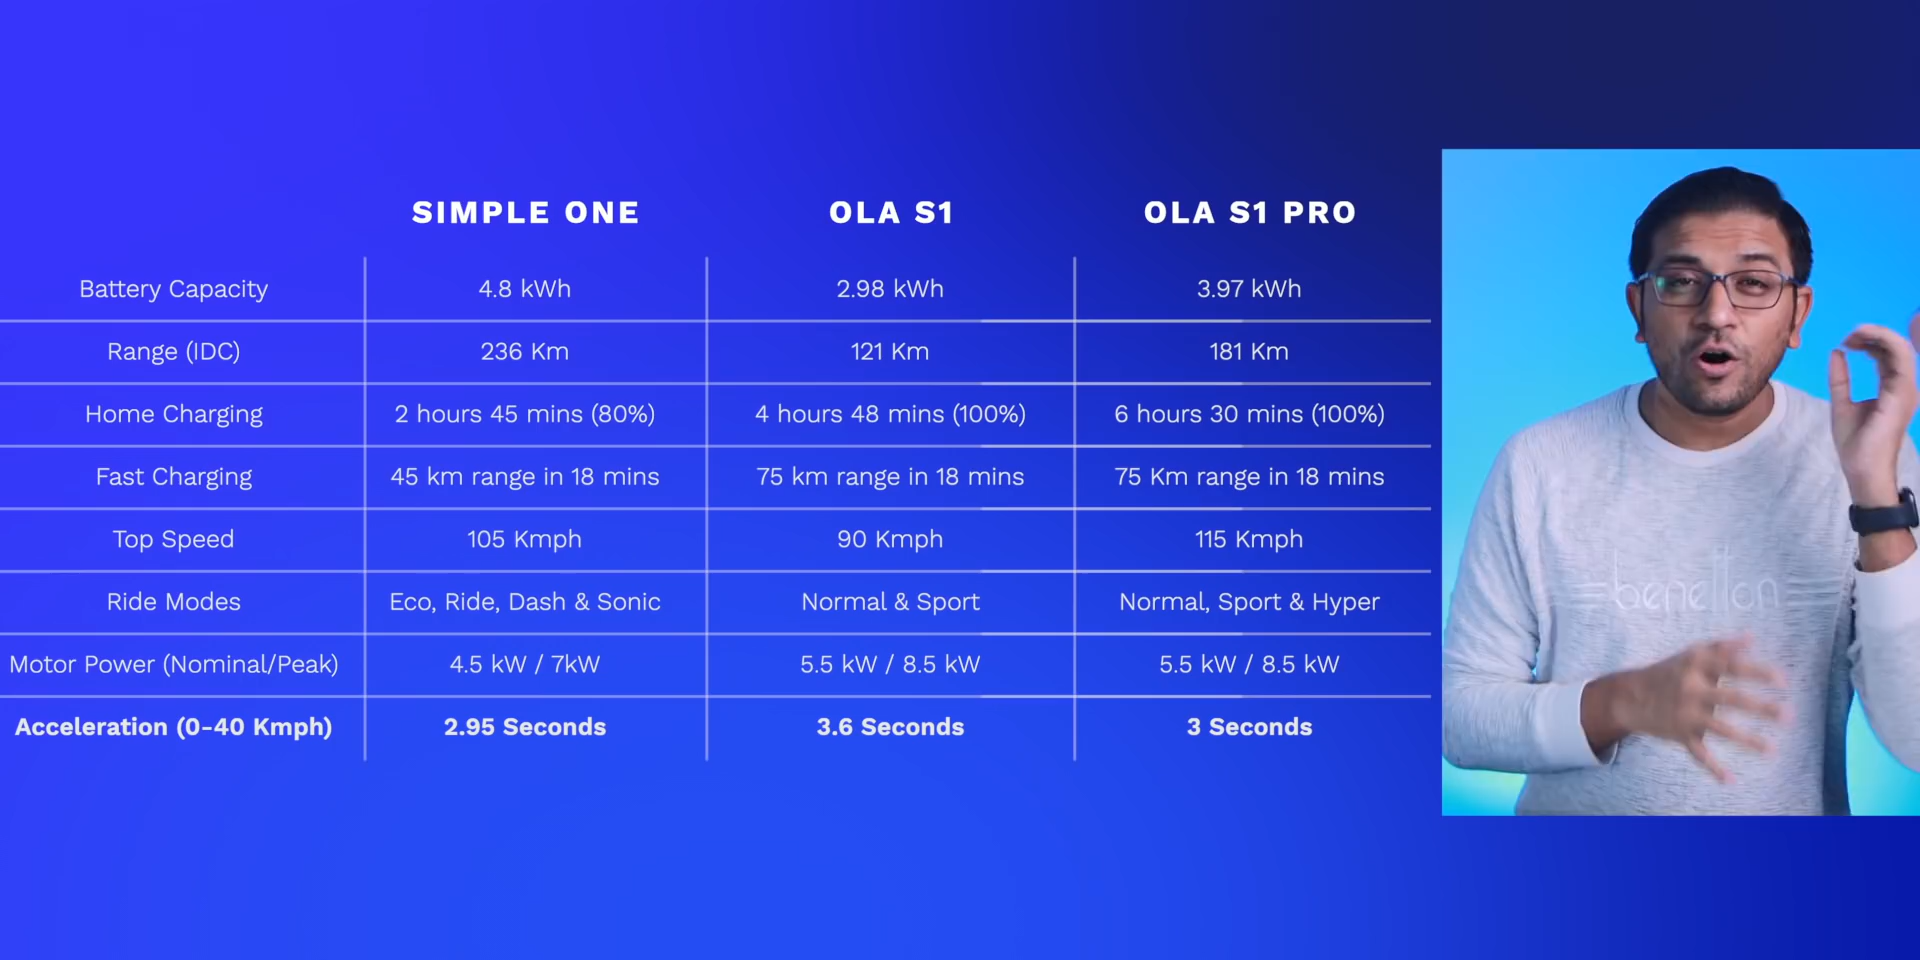 SIMPLE ONE OLA S1 OLA S1 PRO
Battery Capacity 4.8 kWh 2.98 kWh 3.97 kWh
Range (IDC) 236 Km 121 Km 181 Km
Home Charging 2 hours 45 mins (80%) 4 hours 48 mins (100%) 6 hours 30 mins (100%)
Fast Charging 45 km range in 18 mins 75 km range in 18 mins 75 Km range in 18 mins
Top Speed 105 Kmph 90 Kmph 115 Kmph
Ride Modes Eco, Ride, Dash & Sonic Normal & Sport Normal, Sport & Hyper
Motor Power (Nominal/Peak) 4.5 kW / 7kW 5.5 kW / 8.5 kW 5.5 kW / 8.5 kW
Acceleration (0-40 Kmph) 2.95 Seconds 3.6 Seconds 3 Seconds
benetton